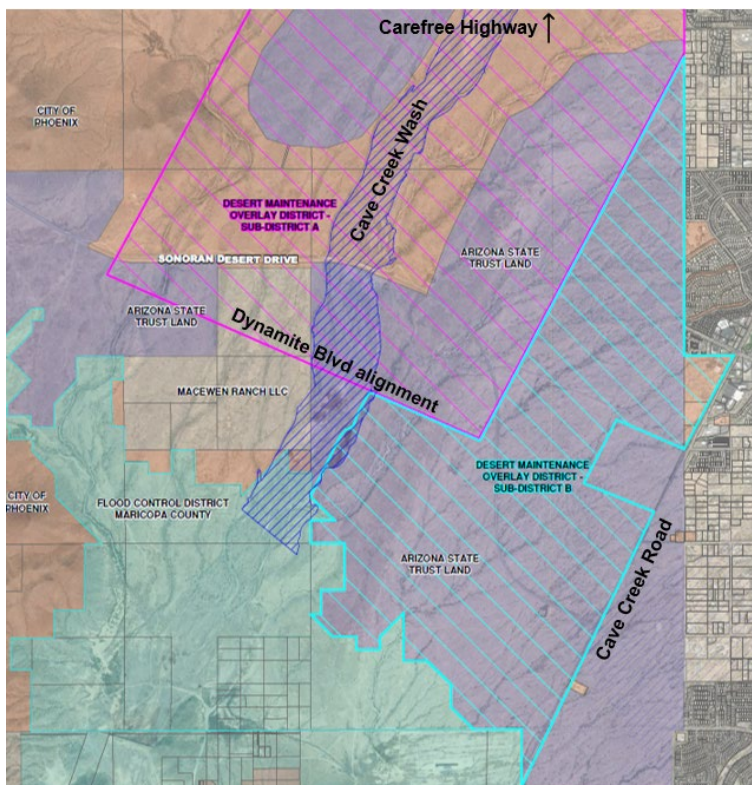 Carefree Highway ↑
CITY OF
PHOENIX
Cave Creek Wash
DESERT MAINTENANCE
OVERLAY DISTRICT -
SUB-DISTRICT A
SONORAN DESERT DRIVE
ARIZONA STATE
TRUST LAND
ARIZONA STATE
TRUST LAND
Dynamite Blvd alignment
MACEWEN RANCH LLC
DESERT MAINTENANCE
OVERLAY DISTRICT -
SUB-DISTRICT B
CITY OF
PHOENIX
FLOOD CONTROL DISTRICT
MARICOPA COUNTY
ARIZONA STATE
TRUST LAND
Cave Creek Road